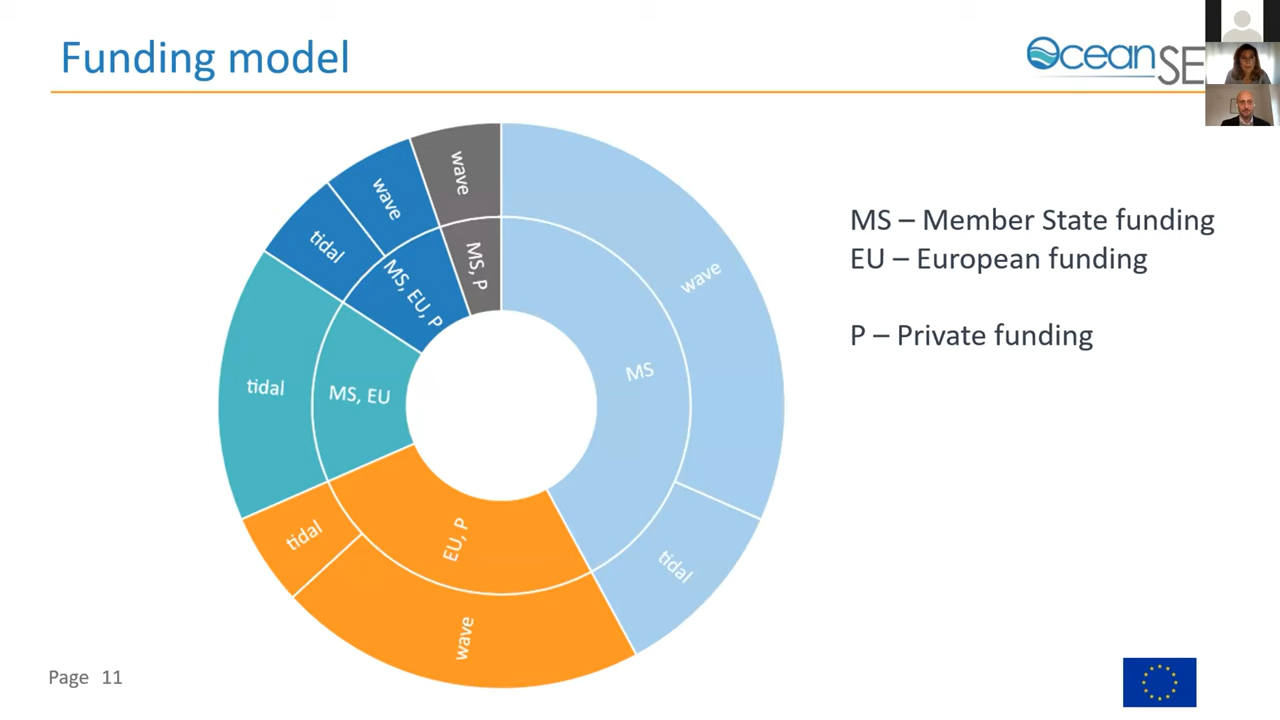 Funding model
OceanSE
wave
wave
tidal
MS, P
MS, EU, P
wave
MS
tidal
MS, EU
tidal
EU, P
tidal
wave
MS – Member State funding
EU – European funding
P – Private funding
Page 11